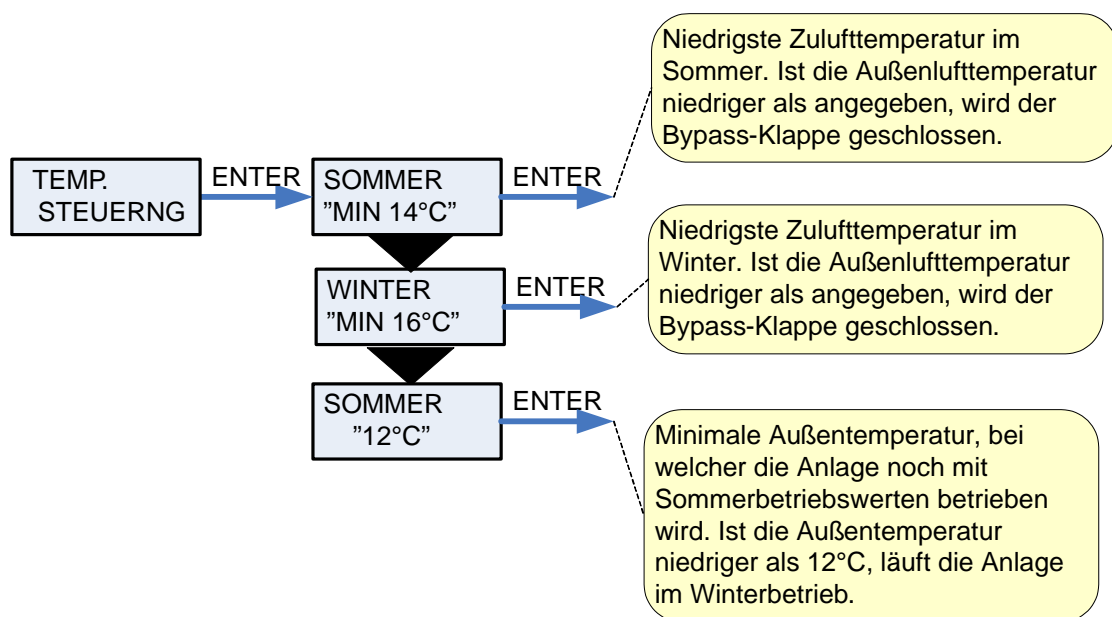 Niedrigste Zulufttemperatur im
Sommer. Ist die Außenlufttemperatur
niedriger als angegeben, wird der
Bypass-Klappe geschlossen.
TEMP.
STEUERNG
ENTER
SOMMER
”MIN 14°C”
ENTER
Niedrigste Zulufttemperatur im
Winter. Ist die Außenlufttemperatur
niedriger als angegeben, wird der
Bypass-Klappe geschlossen.
WINTER
”MIN 16°C”
ENTER
SOMMER
”12°C”
ENTER
Minimale Außentemperatur, bei
welcher die Anlage noch mit
Sommerbetriebswerten betrieben
wird. Ist die Außentemperatur
niedriger als 12°C, läuft die Anlage
im Winterbetrieb.